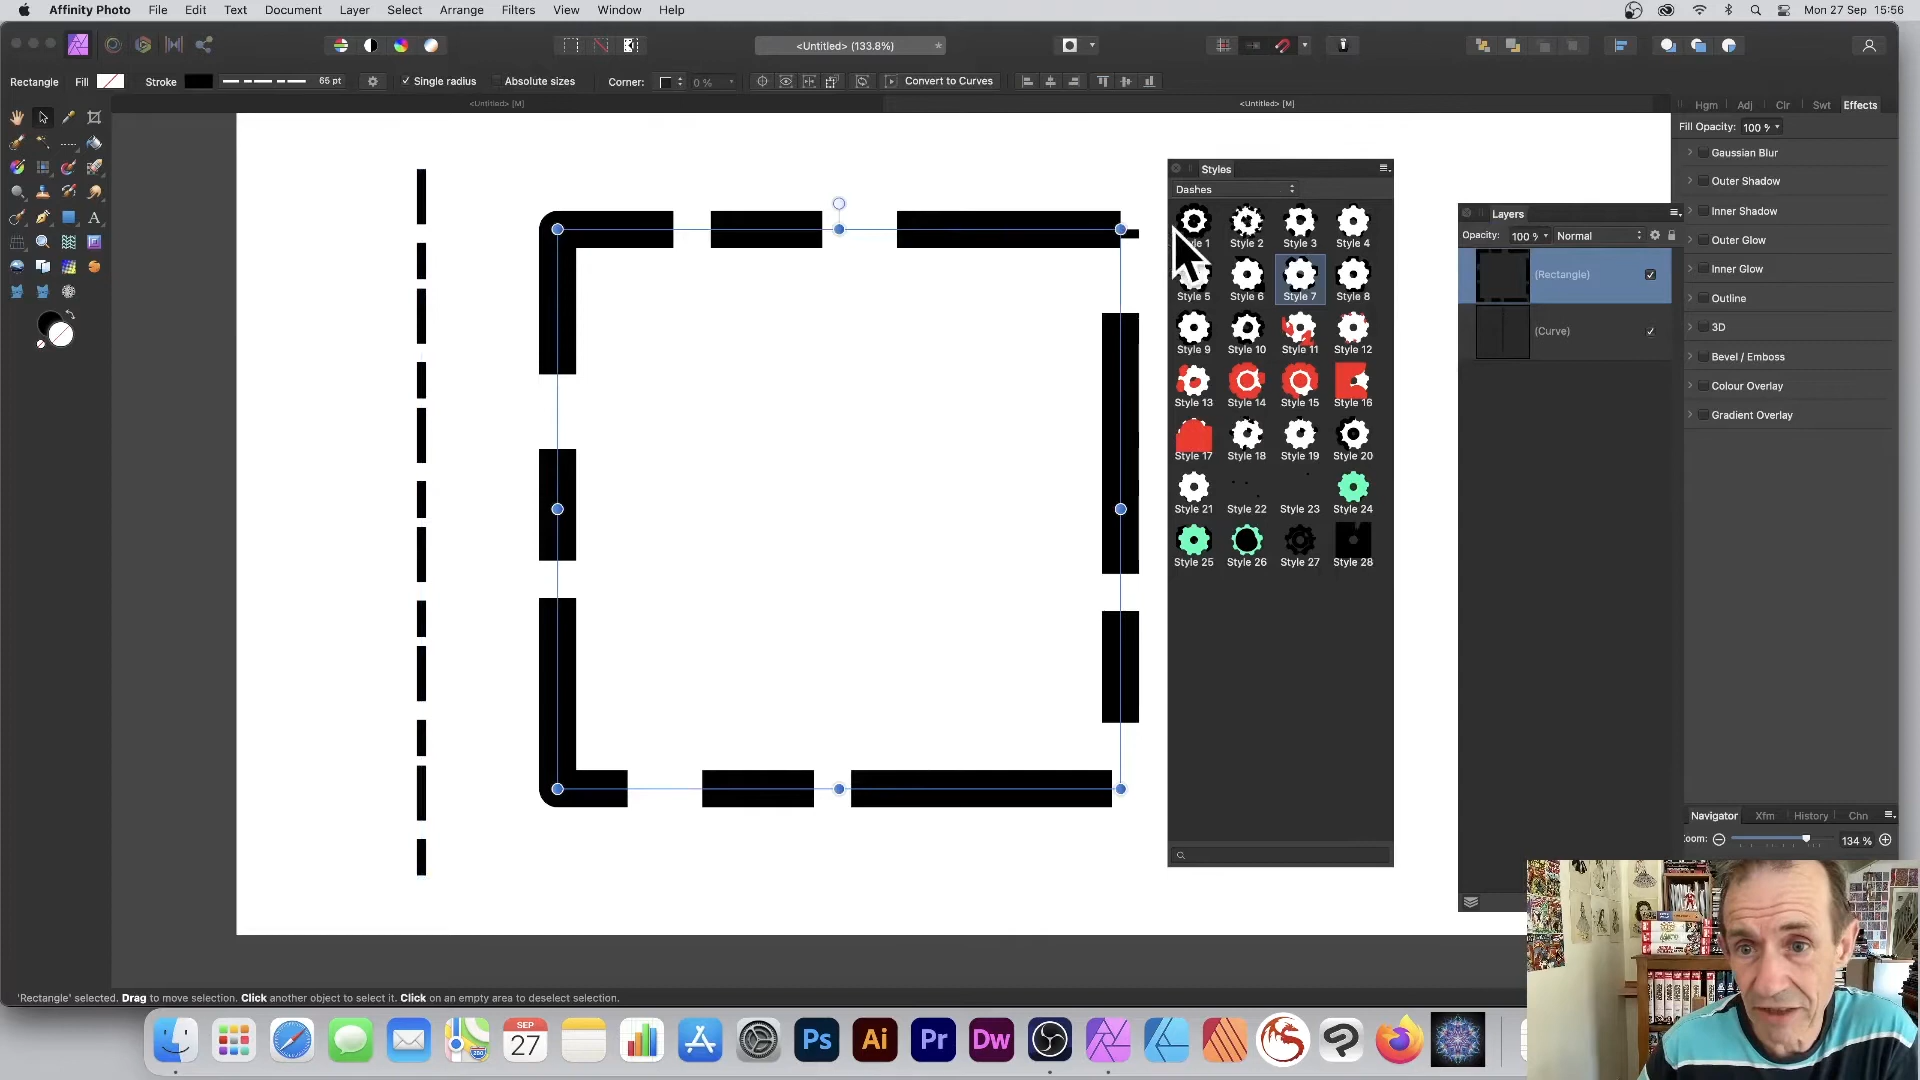 Affinity Photo File Edit Text Document Layer Select Arrange Filters View Window Help Mon 27 Sep 15:56
<Untitled> (133.8%) *
Rectangle Fill Stroke 65 pt Single radius Absolute sizes Corner: 0 % Convert to Curves
<Untitled> [M] <Untitled> [M]
Hgm Adj Clr Swt Effects
Fill Opacity: 100 %
Gaussian Blur
Outer Shadow
Inner Shadow
Outer Glow
Inner Glow
Outline
3D
Bevel / Emboss
Colour Overlay
Gradient Overlay
Styles
Dashes
Style 2 Style 3 Style 4
Style 5 Style 6 Style 7 Style 8
Style 9 Style 10 Style 11 Style 12
Style 13 Style 14 Style 15 Style 16
Style 17 Style 18 Style 19 Style 20
Style 21 Style 22 Style 23 Style 24
Style 25 Style 26 Style 27 Style 28
Layers
Opacity: 100 % Normal
(Rectangle)
(Curve)
Navigator Xfm History Chn
134 %
'Rectangle' selected. Drag to move selection. Click another object to select it. Click on an empty area to deselect selection.
SEP
27
Ps Ai Pr Dw